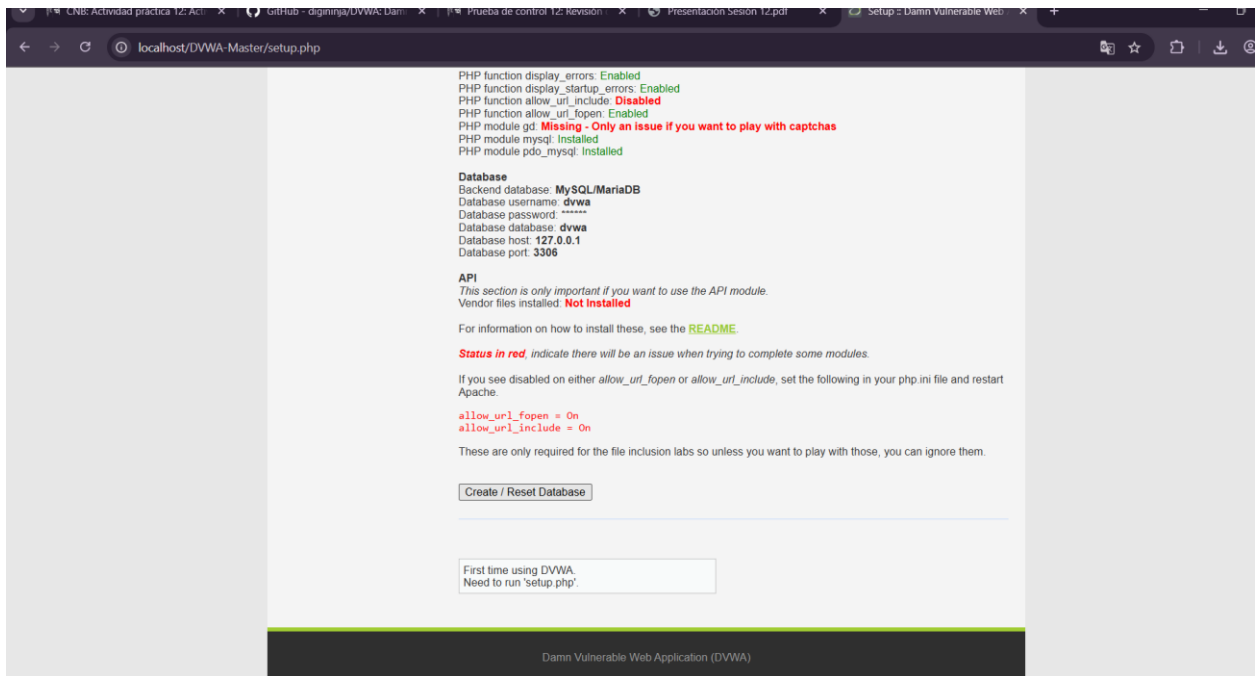 CNB: Actividad práctica 12: Acti
GitHub - digininja/DVWA: Dam
Prueba de control 12: Revisión
Presentación Sesión 12.pdf
Setup :: Damn Vulnerable Web
localhost/DVWA-Master/setup.php
PHP function display_errors: Enabled
PHP function display_startup_errors: Enabled
PHP function allow_url_include: Disabled
PHP function allow_url_fopen: Enabled
PHP module gd: Missing - Only an issue if you want to play with captchas
PHP module mysql: Installed
PHP module pdo_mysql: Installed
Database
Backend database: MySQL/MariaDB
Database username: dvwa
Database password: ******
Database database: dvwa
Database host: 127.0.0.1
Database port: 3306
API
This section is only important if you want to use the API module.
Vendor files installed: Not Installed
For information on how to install these, see the README.
Status in red, indicate there will be an issue when trying to complete some modules.
If you see disabled on either allow_url_fopen or allow_url_include, set the following in your php.ini file and restart
Apache.
allow_url_fopen = On
allow_url_include = On
These are only required for the file inclusion labs so unless you want to play with those, you can ignore them.
Create / Reset Database
First time using DVWA.
Need to run 'setup.php'.
Damn Vulnerable Web Application (DVWA)